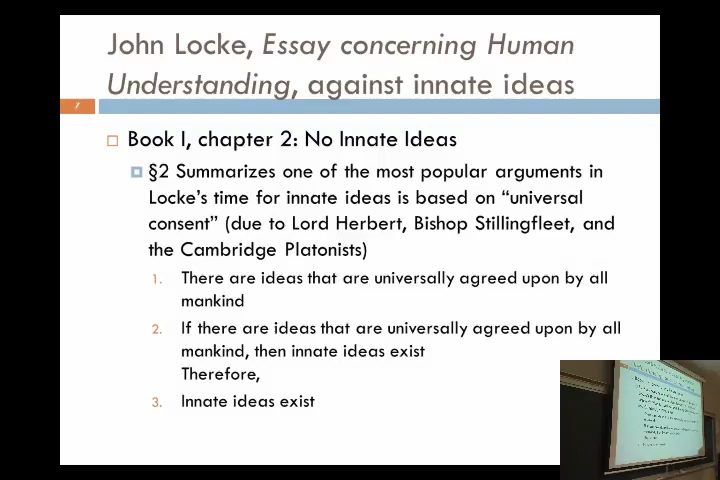 John Locke, Essay concerning Human
Understanding, against innate ideas
7
Book I, chapter 2: No Innate Ideas
§2 Summarizes one of the most popular arguments in
Locke's time for innate ideas is based on "universal
consent" (due to Lord Herbert, Bishop Stillingfleet, and
the Cambridge Platonists)
1. There are ideas that are universally agreed upon by all
mankind
2. If there are ideas that are universally agreed upon by all
mankind, then innate ideas exist
Therefore,
3. Innate ideas exist